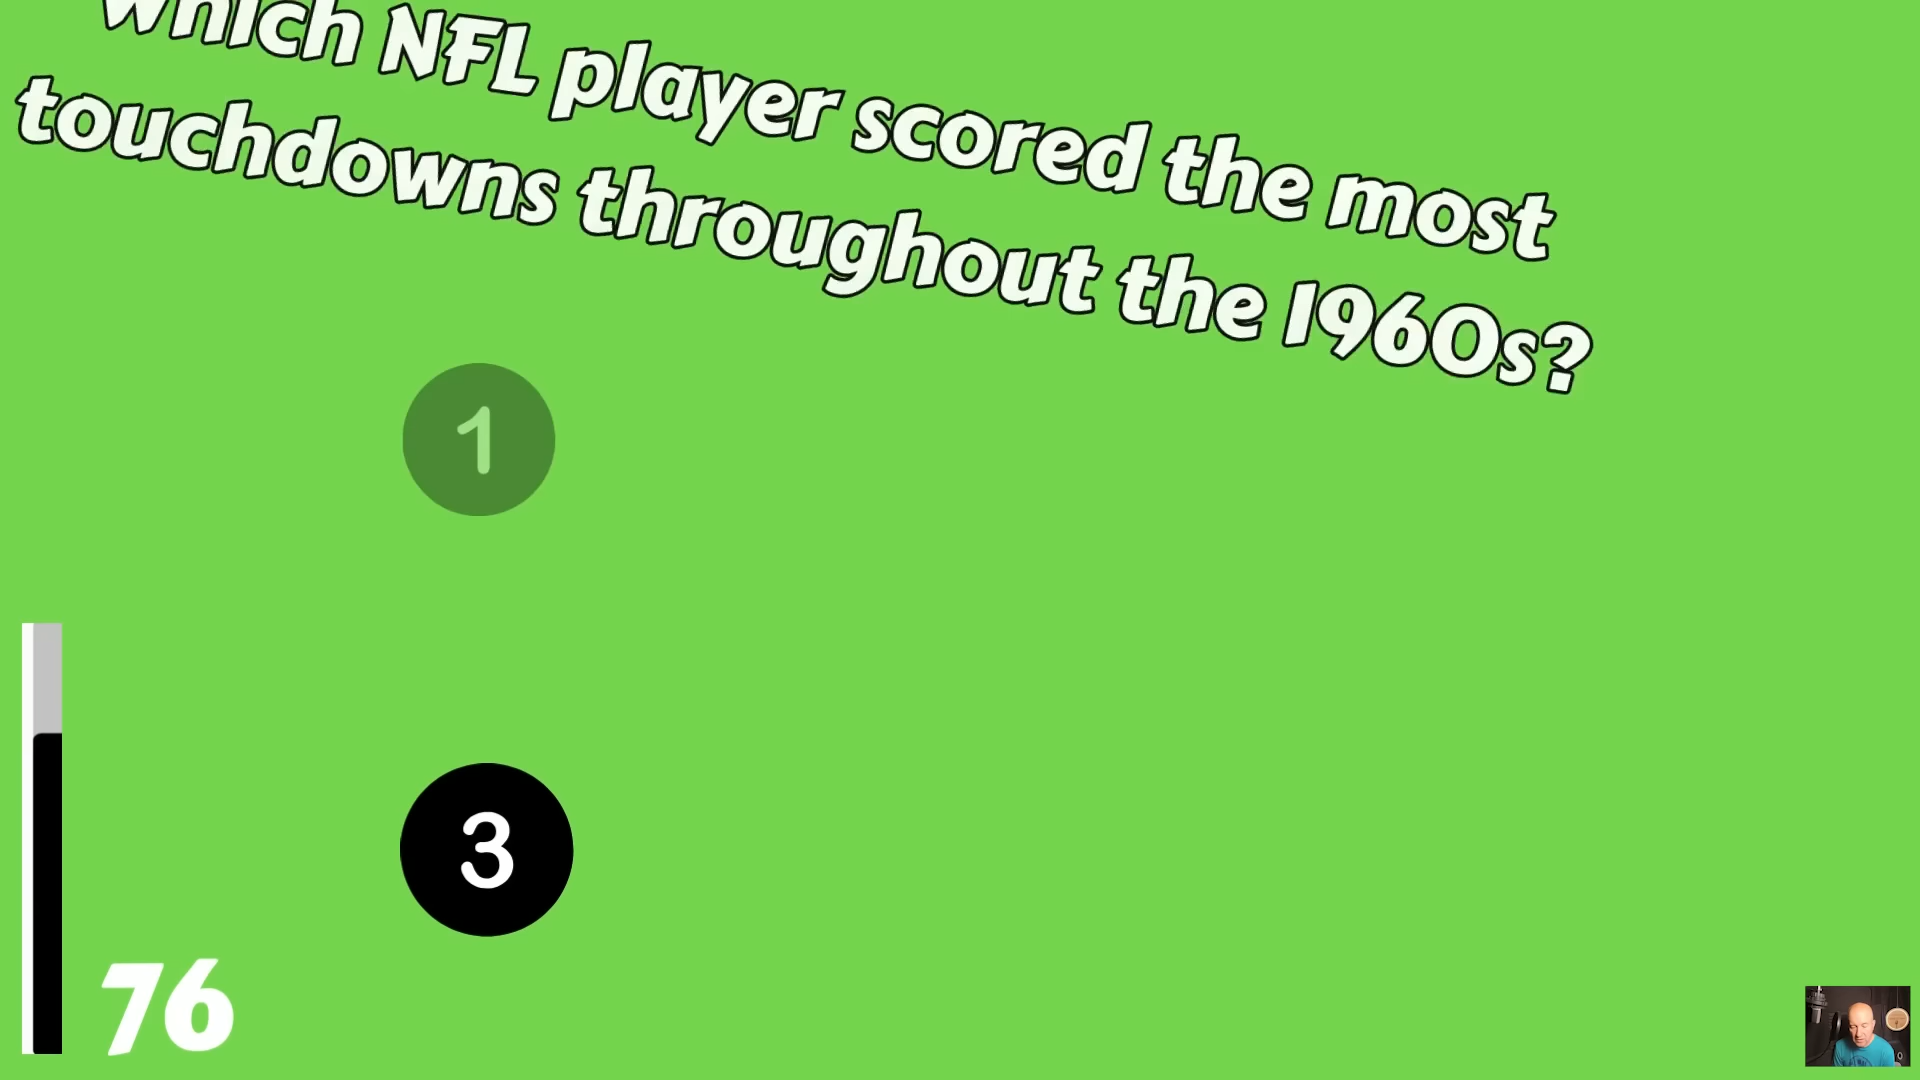 Which NFL player scored the most
touchdowns throughout the 1960s?
1
3
76